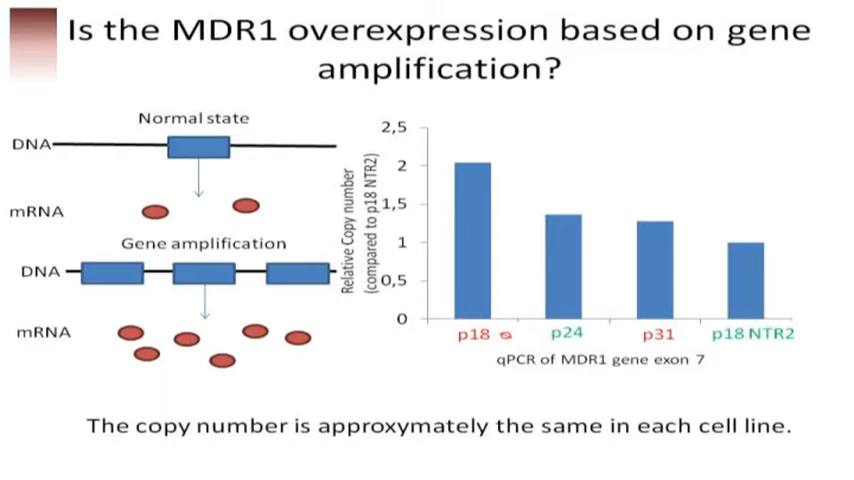 Is the MDR1 overexpression based on gene
amplification?
Normal state
DNA
mRNA
Gene amplification
DNA
mRNA
Relative Copy number
(compared to p18 NTR2)
2,5
2
1,5
1
0,5
0
p18
p24
p31
p18 NTR2
qPCR of MDR1 gene exon 7
The copy number is approxymately the same in each cell line.